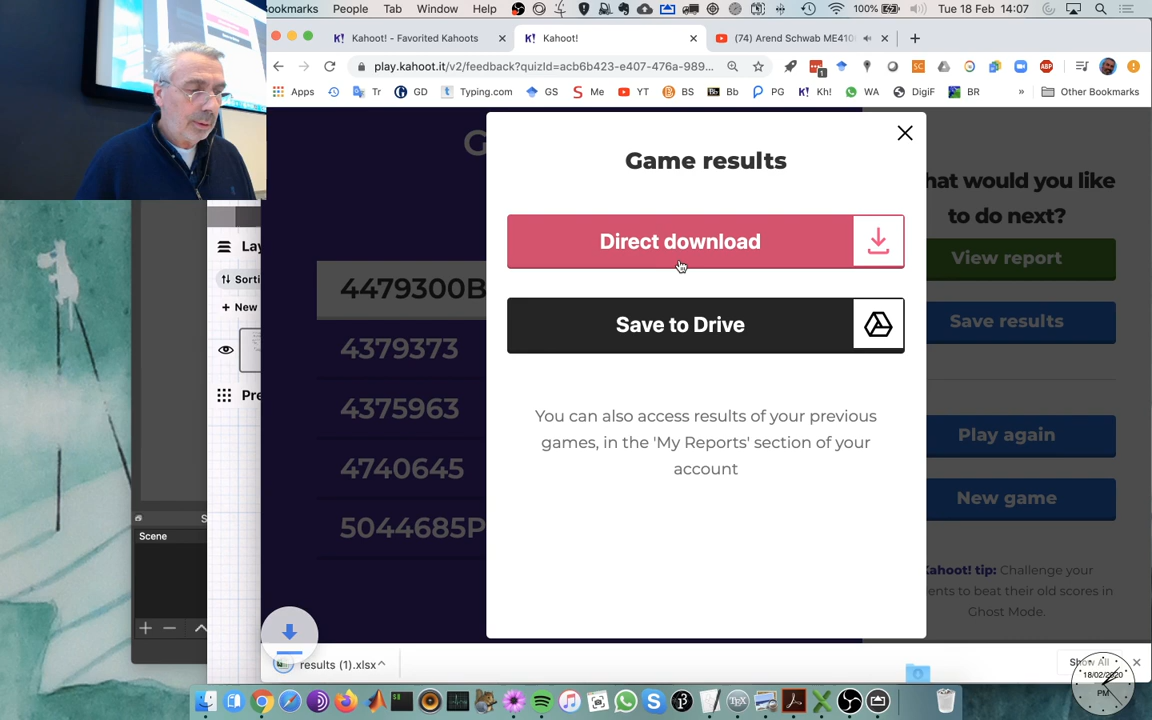 ookmarks People Tab Window Help 100% Tue 18 Feb 14:07
Kahoot! - Favorited Kahoots
Kahoot!
(74) Arend Schwab ME410
play.kahoot.it/v2/feedback?quizId=acb6b423-e407-476a-989...
Apps Tr GD Typing.com GS Me YT BS Bb PG Kh! WA DigiF BR » Other Bookmarks
G
Game results
hat would you like
to do next?
Direct download
View report
Lay
Sorti
4479300B
+ New
Save to Drive
Save results
4379373
Pre
4375963
You can also access results of your previous
games, in the 'My Reports' section of your
account
Play again
4740645
New game
5044685P
S
Scene
Kahoot! tip: Challenge your
ents to beat their old scores in
Ghost Mode.
results (1).xlsx
Show All
18/02/2020
PM